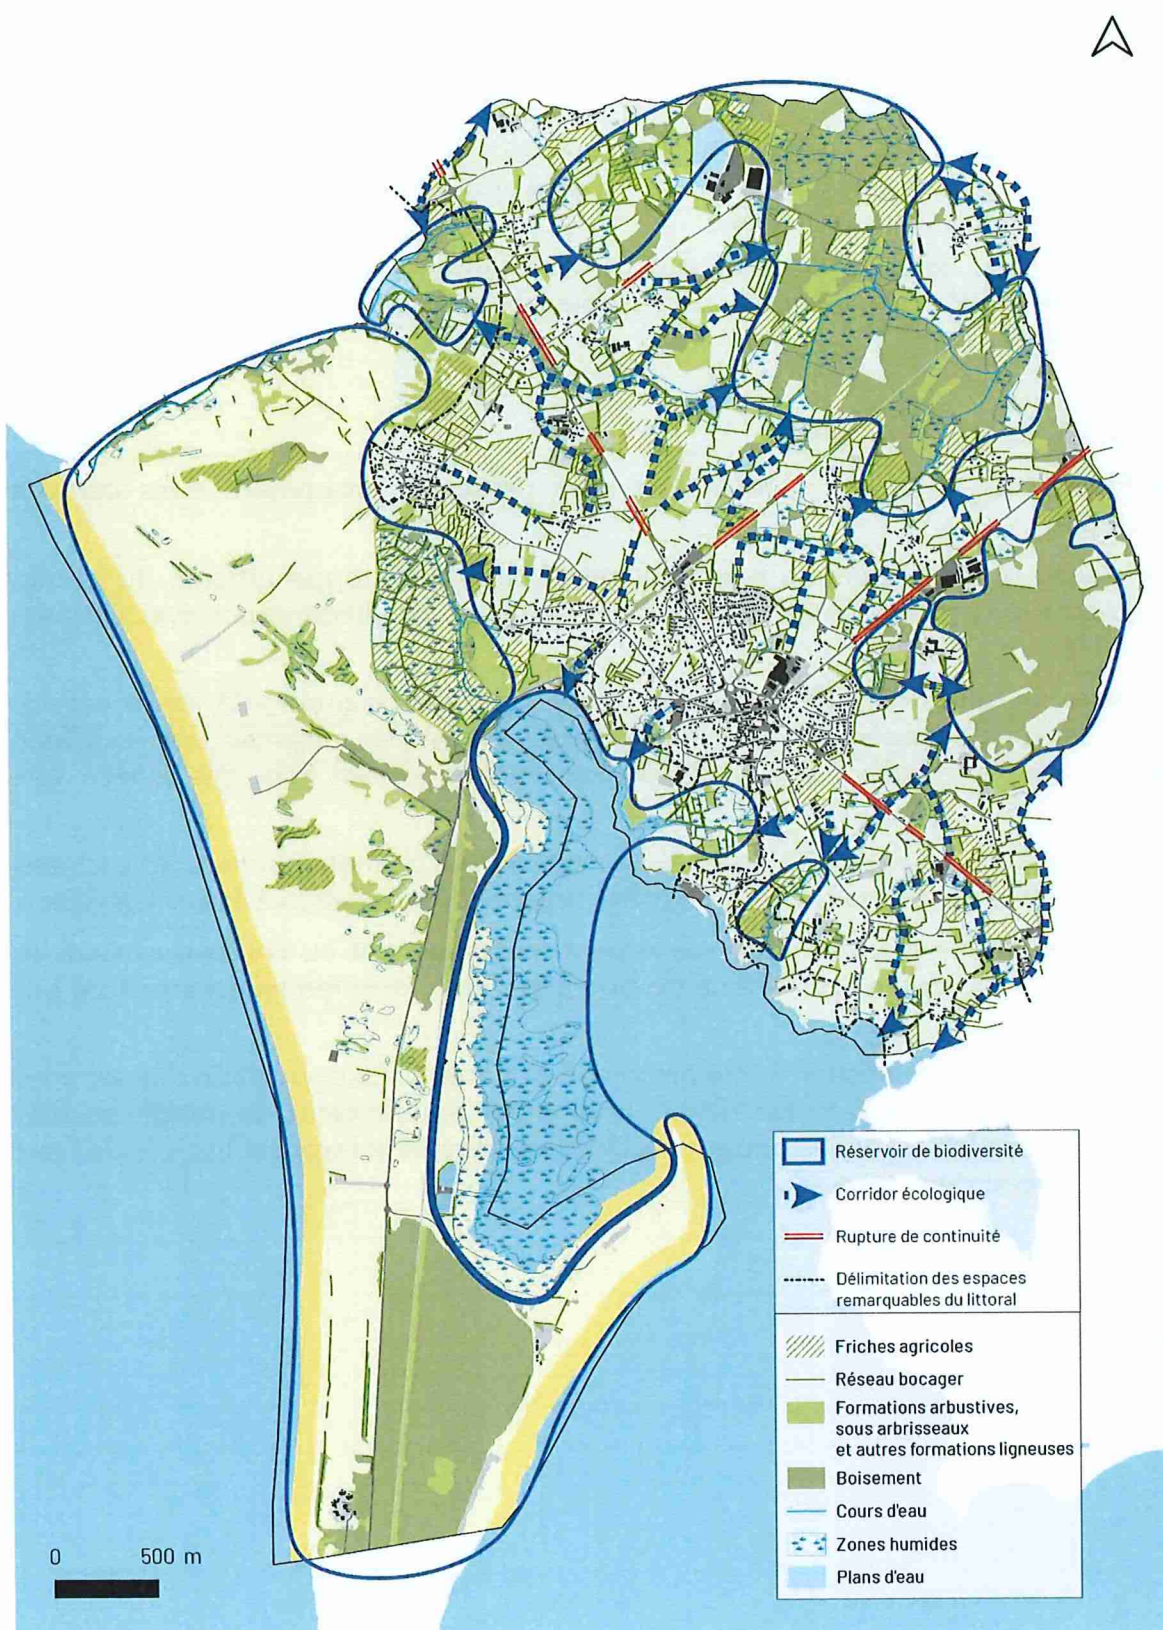 Réservoir de biodiversité
Corridor écologique
Rupture de continuité
Délimitation des espaces
remarquables du littoral
Friches agricoles
Réseau bocager
Formations arbustives,
sous arbrisseaux
et autres formations ligneuses
Boisement
Cours d'eau
Zones humides
Plans d'eau
0 500 m